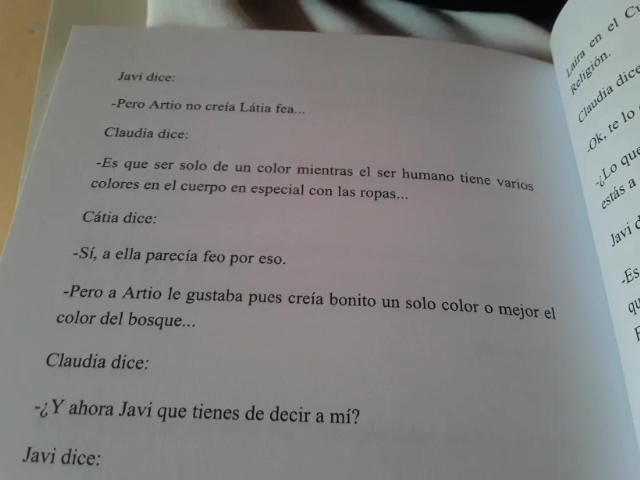 Javi dice:
-Pero Artio no creía Látia fea...
Claudia dice:
-Es que ser solo de un color mientras el ser humano tiene varios
colores en el cuerpo en especial con las ropas...
Cátia dice:
-Sí, a ella parecía feo por eso.
-Pero a Artio le gustaba pues creía bonito un solo color o mejor el
color del bosque...
Claudia dice:
-¿Y ahora Javi que tienes de decir a mí?
Javi dice:
Laira en el
Religión.
Claudia dice
-Ok, te lo
-¿Lo que
estás a
Javi
-Es